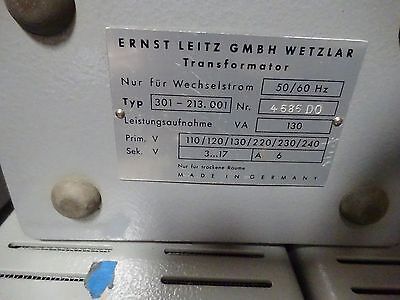 ERNST LEITZ GMBH WETZLAR
Transformator
Nur für Wechselstrom 50/60 Hz
Typ 301-213.001 Nr. 4585 DO
Leistungsaufnahme VA 130
Prim. V 110/120/130/220/230/240
Sek. V 3...17 A 6
Nur für trockene Räume
MADE IN GERMANY